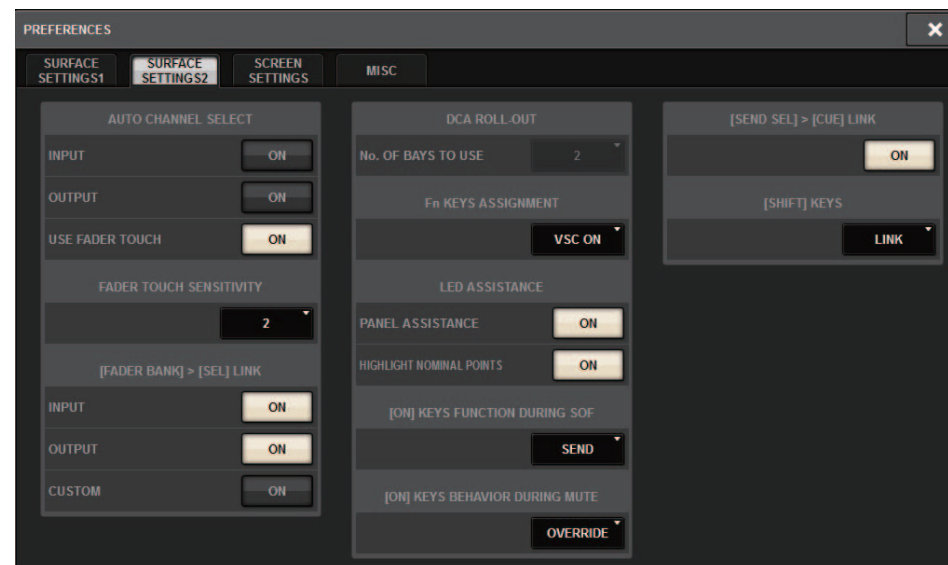 PREFERENCES
SURFACE SETTINGS1
SURFACE SETTINGS2
SCREEN SETTINGS
MISC
AUTO CHANNEL SELECT
INPUT ON
OUTPUT ON
USE FADER TOUCH ON
FADER TOUCH SENSITIVITY
2
[FADER BANK] > [SEL] LINK
INPUT ON
OUTPUT ON
CUSTOM ON
DCA ROLL-OUT
No. OF BAYS TO USE 2
Fn KEYS ASSIGNMENT
VSC ON
LED ASSISTANCE
PANEL ASSISTANCE ON
HIGHLIGHT NOMINAL POINTS ON
[ON] KEYS FUNCTION DURING SOF
SEND
[ON] KEYS BEHAVIOR DURING MUTE
OVERRIDE
[SEND SEL] > [CUE] LINK
ON
[SHIFT] KEYS
LINK